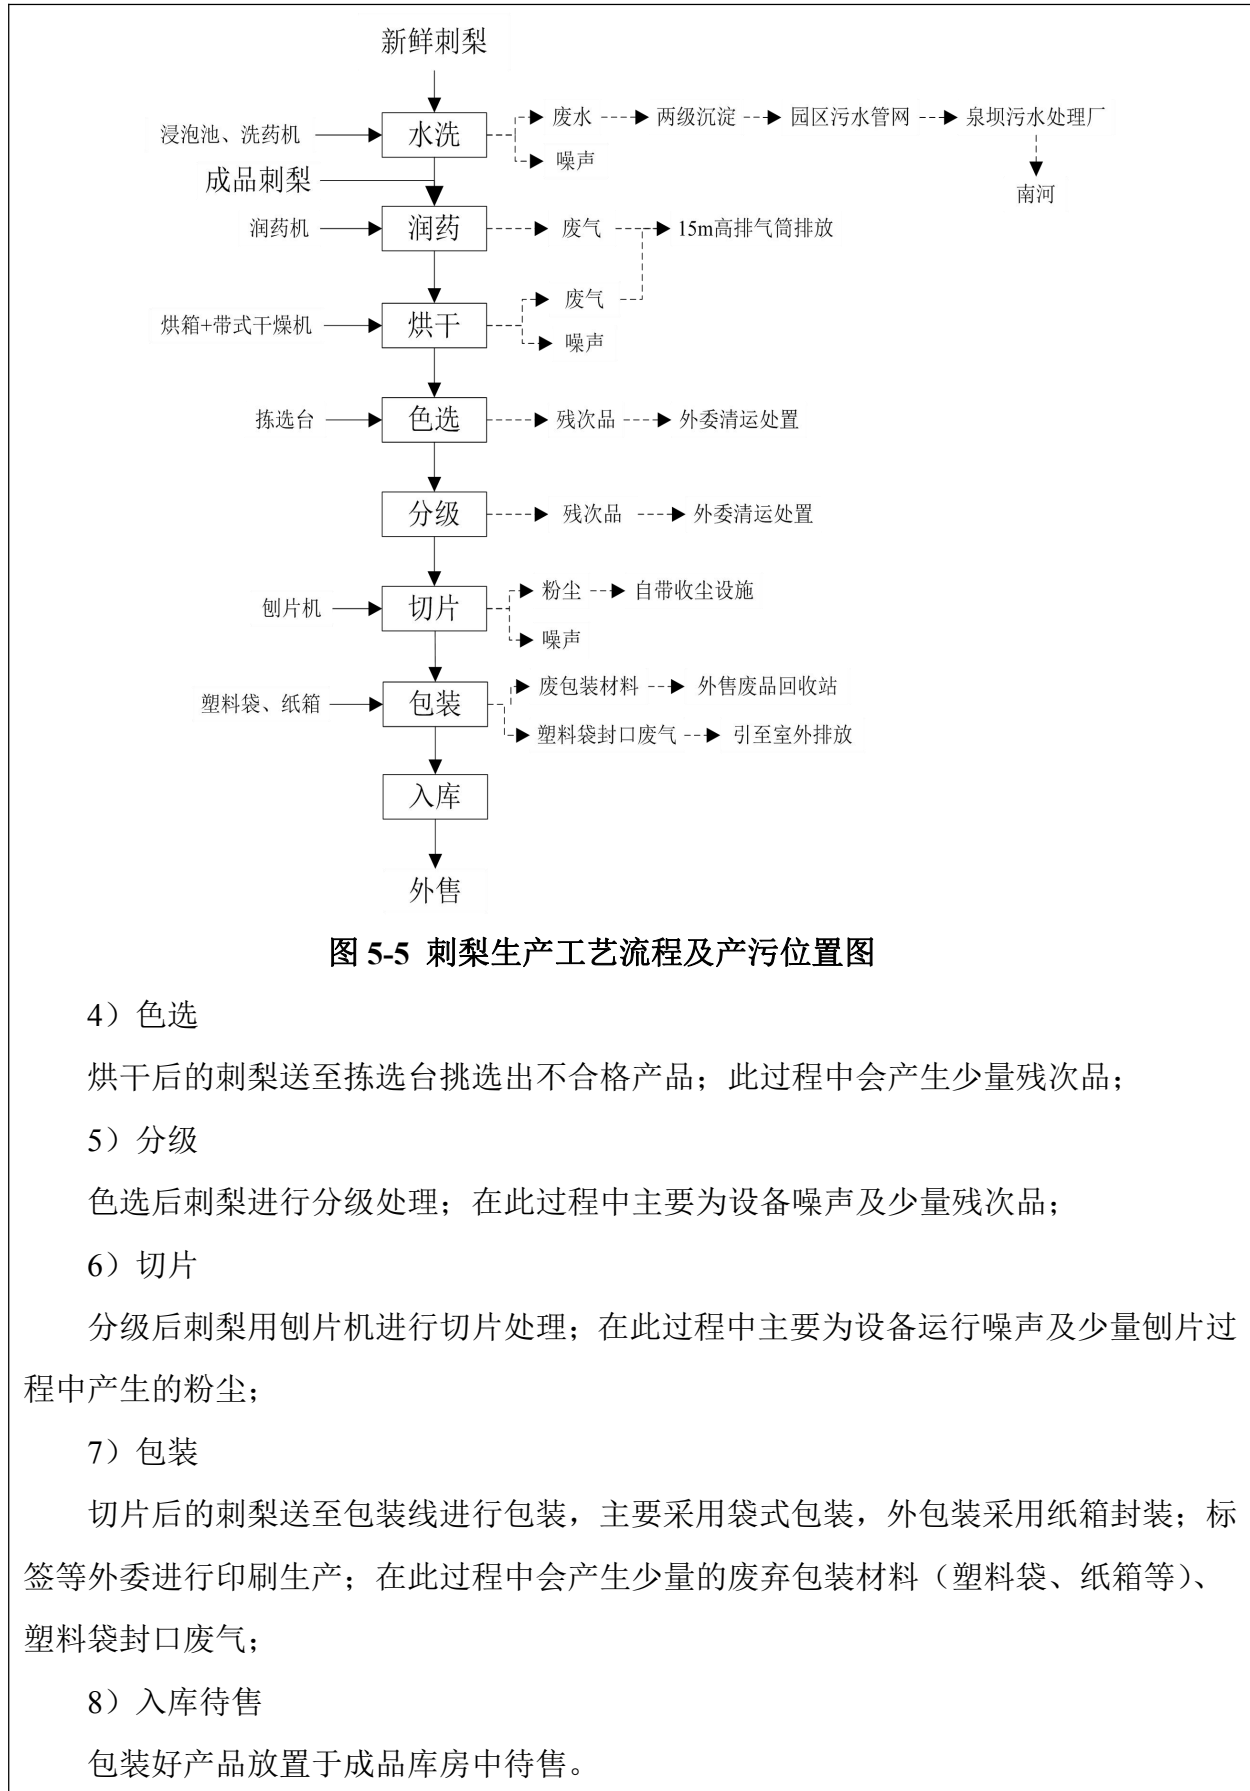 新鲜刺梨
浸泡池、洗药机
水洗
废水
两级沉淀
园区污水管网
泉坝污水处理厂
噪声
南河
成品刺梨
润药机
润药
废气
15m高排气筒排放
烘箱+带式干燥机
烘干
废气
噪声
拣选台
色选
残次品
外委清运处置
分级
残次品
外委清运处置
刨片机
切片
粉尘
自带收尘设施
噪声
塑料袋、纸箱
包装
废包装材料
外售废品回收站
塑料袋封口废气
引至室外排放
入库
外售
图 5-5 刺梨生产工艺流程及产污位置图
4）色选
烘干后的刺梨送至拣选台挑选出不合格产品；此过程中会产生少量残次品；
5）分级
色选后刺梨进行分级处理；在此过程中主要为设备噪声及少量残次品；
6）切片
分级后刺梨用刨片机进行切片处理；在此过程中主要为设备运行噪声及少量刨片过
程中产生的粉尘；
7）包装
切片后的刺梨送至包装线进行包装，主要采用袋式包装，外包装采用纸箱封装；标
签等外委进行印刷生产；在此过程中会产生少量的废弃包装材料（塑料袋、纸箱等）、
塑料袋封口废气；
8）入库待售
包装好产品放置于成品库房中待售。